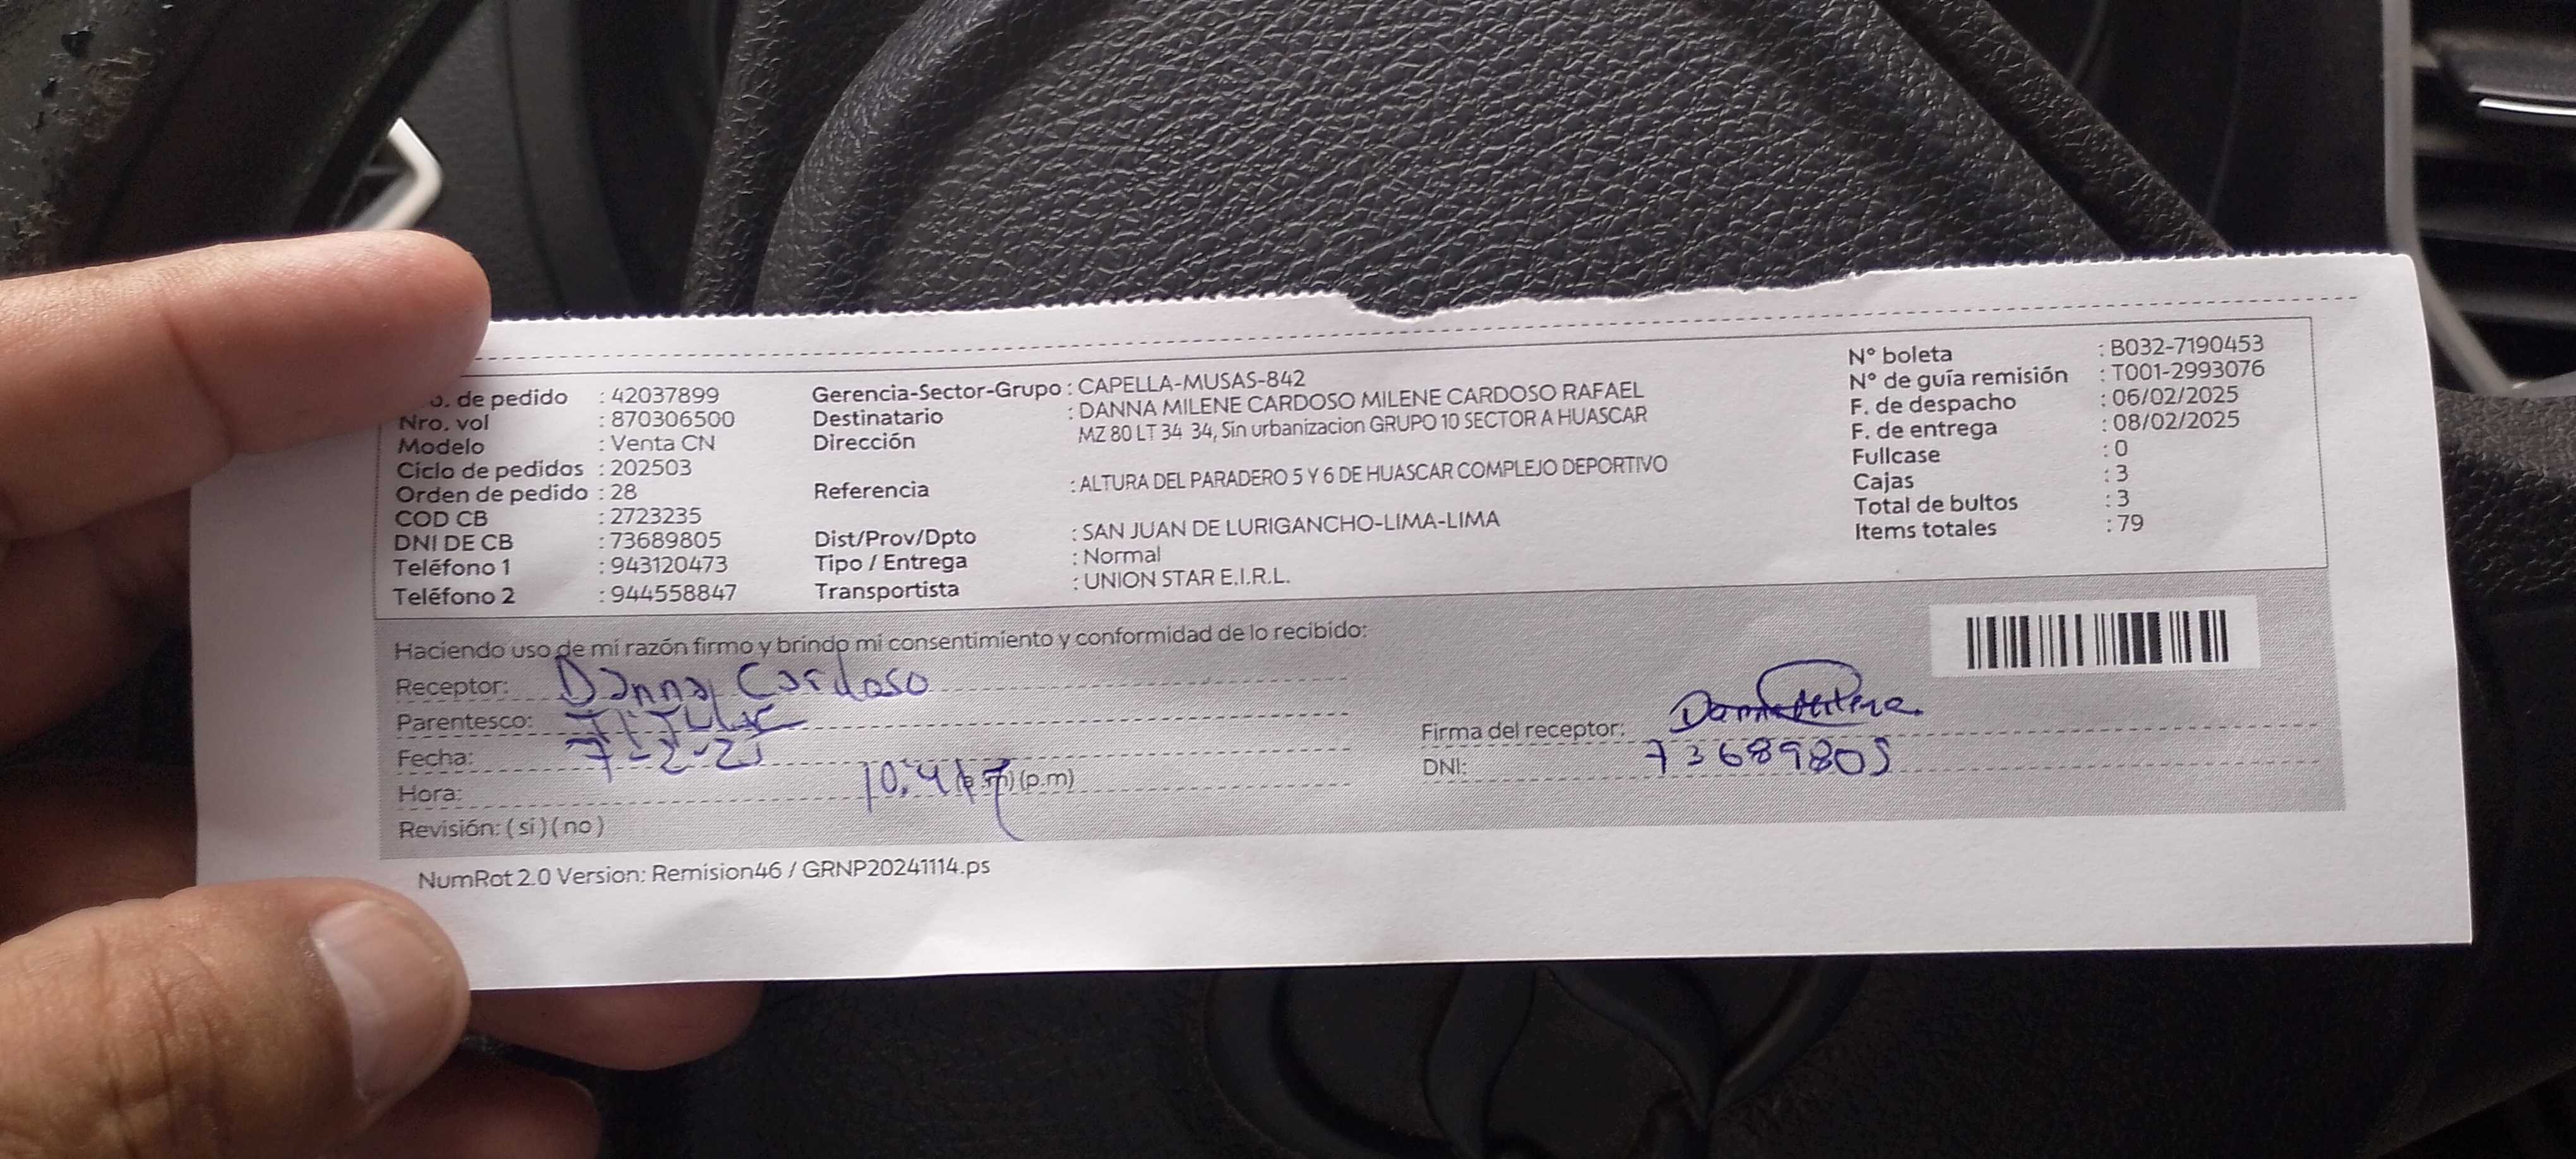 o. de pedido : 42037899
Nro. vol : 870306500
Modelo : Venta CN
Ciclo de pedidos : 202503
Orden de pedido : 28
COD CB : 2723235
DNI DE CB : 73689805
Teléfono 1 : 943120473
Teléfono 2 : 944558847
Gerencia-Sector-Grupo : CAPELLA-MUSAS-842
Destinatario : DANNA MILENE CARDOSO MILENE CARDOSO RAFAEL
Dirección MZ 80 LT 34 34, Sin urbanizacion GRUPO 10 SECTOR A HUASCAR
Referencia : ALTURA DEL PARADERO 5 Y 6 DE HUASCAR COMPLEJO DEPORTIVO
Dist/Prov/Dpto : SAN JUAN DE LURIGANCHO-LIMA-LIMA
Tipo / Entrega : Normal
Transportista : UNION STAR E.I.R.L.
N° boleta : B032-7190453
N° de guía remisión : T001-2993076
F. de despacho : 06/02/2025
F. de entrega : 08/02/2025
Fullcase : 0
Cajas : 3
Total de bultos : 3
Items totales : 79
Haciendo uso de mi razón firmo y brindo mi consentimiento y conformidad de lo recibido:
Receptor: Danna Cardoso
Parentesco: Titular
Fecha: 7-2-25
Hora: (p.m)
Revisión: (si) (no)
Firma del receptor:
DNI: 73689805
NumRot 2.0 Version: Remision46 / GRNP20241114.ps